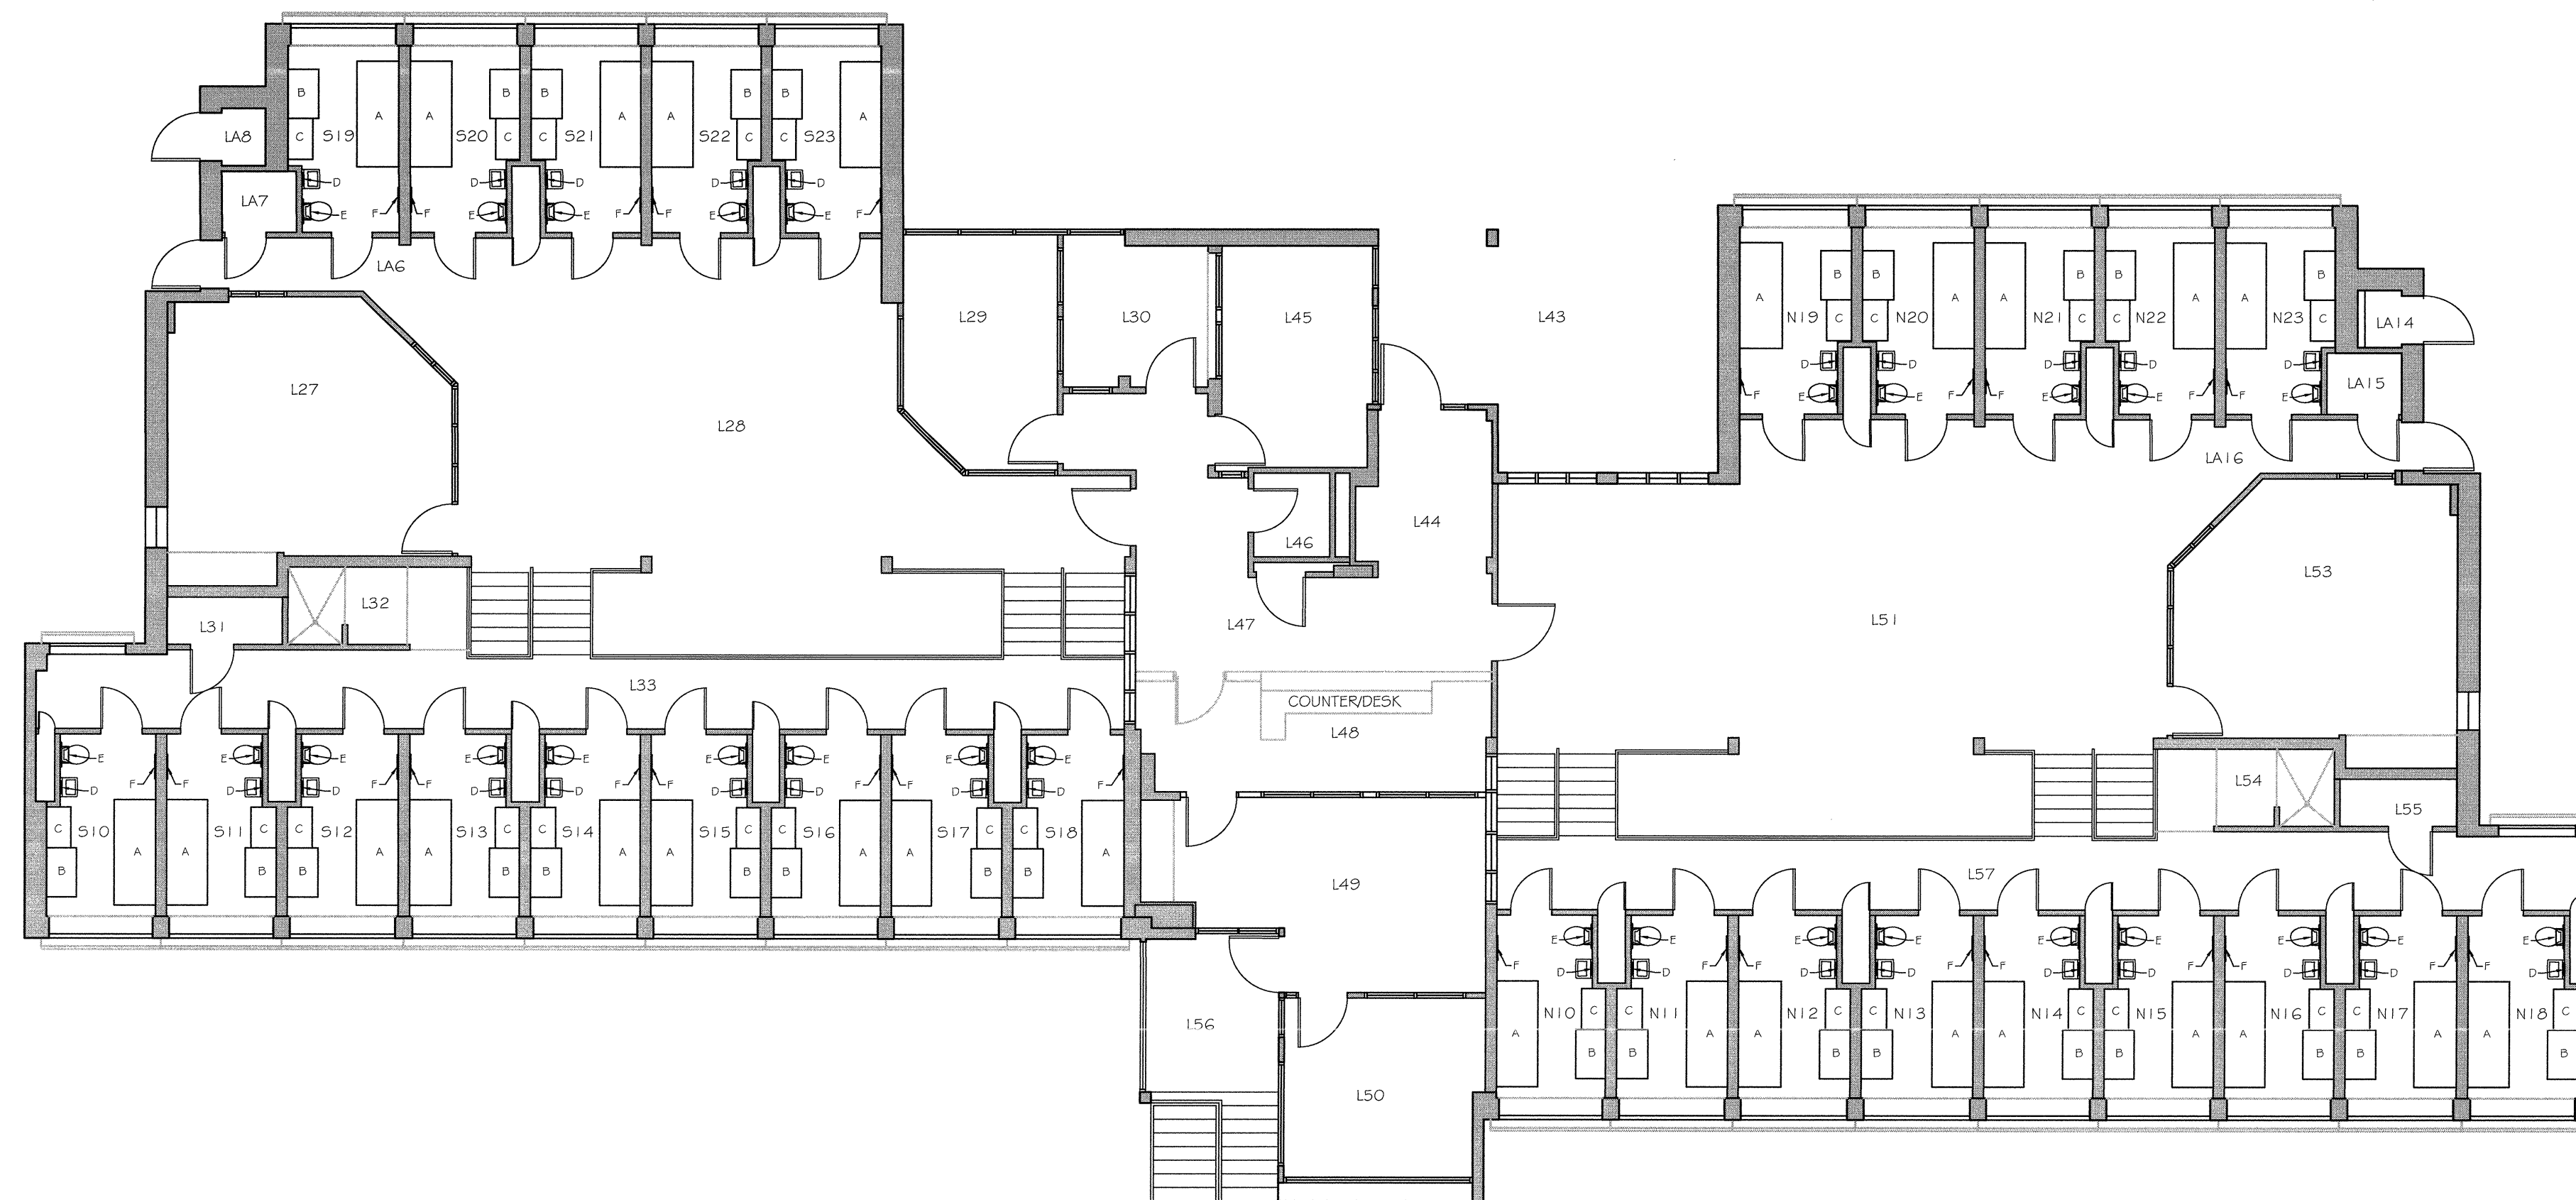 B B B B B
A A A A A
LA8 C S19 S20 C C S21 S22 C C S23
D D D D D
LA7
E F F E E F F E E F
LA6
B B B B B
A A A A A
L29 L30 L45 L43 N19 C C N20 N21 C C N22 N23 C LA14
D D D D D
LA15
F E E F F E E F F E
L27
L28
LA16
L44
L46
L53
L32
L31
L47
L51
L33
COUNTER/DESK
L48
E E E E E E E E E
F F F F F F F F F
D D D D D D D D D
C S10 S11 C C S12 S13 C C S14 S15 C C S16 S17 C C S18
A A A A A A A A A
B B B B B B B B B
L54
L55
L49
L57
E E E E E E E E E
F F F F F F F F F
D D D D D D D D D
L56
N10 C C N11 N12 C C N13 N14 C C N15 N16 C C N17 N18 C
A A A A A A A A A
B B B B B B B B B
L50